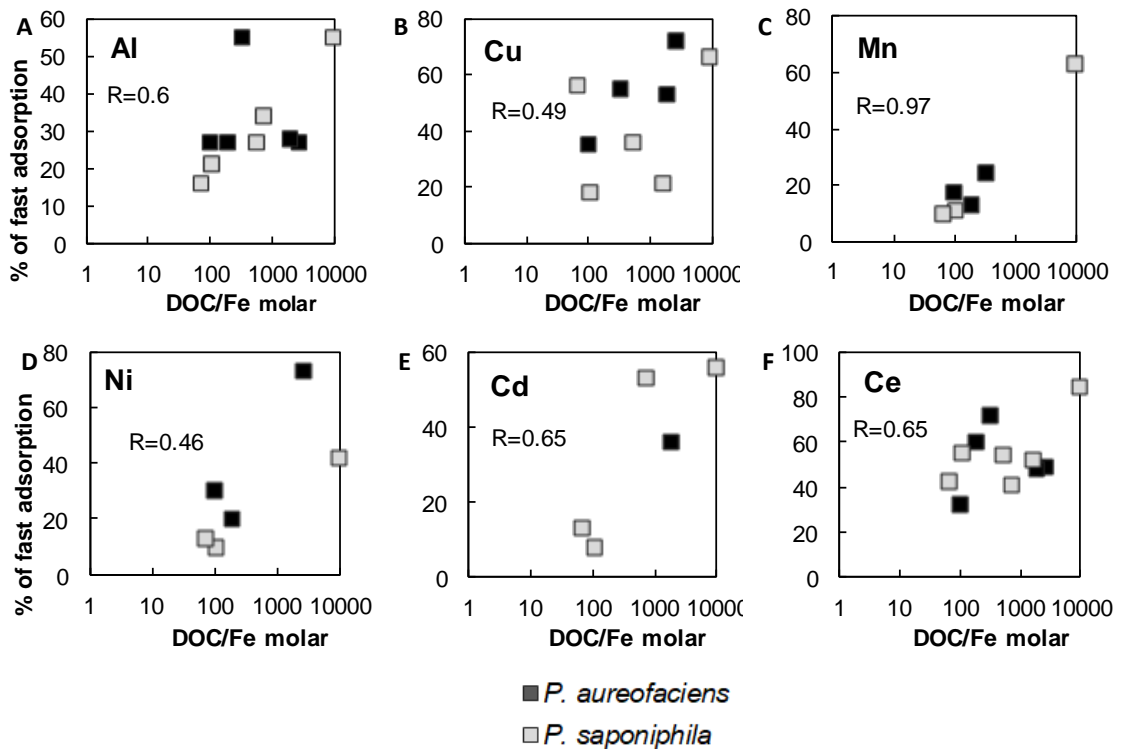 A
Al
R=0.6
% of fast adsorption
60
50
40
30
20
10
0
1 10 100 1000 10000
DOC/Fe molar
B
Cu
R=0.49
80
60
40
20
0
1 10 100 1000 1000
DOC/Fe molar
C
Mn
R=0.97
80
60
40
20
0
1 10 100 1000 10000
DOC/Fe molar
D
Ni
R=0.46
% of fast adsorption
80
60
40
20
0
1 10 100 1000 10000
DOC/Fe molar
E
Cd
R=0.65
60
40
20
0
1 10 100 1000 1000
DOC/Fe molar
F
Ce
R=0.65
100
80
60
40
20
0
1 10 100 1000 10000
DOC/Fe molar
P. aureofaciens
P. saponiphila